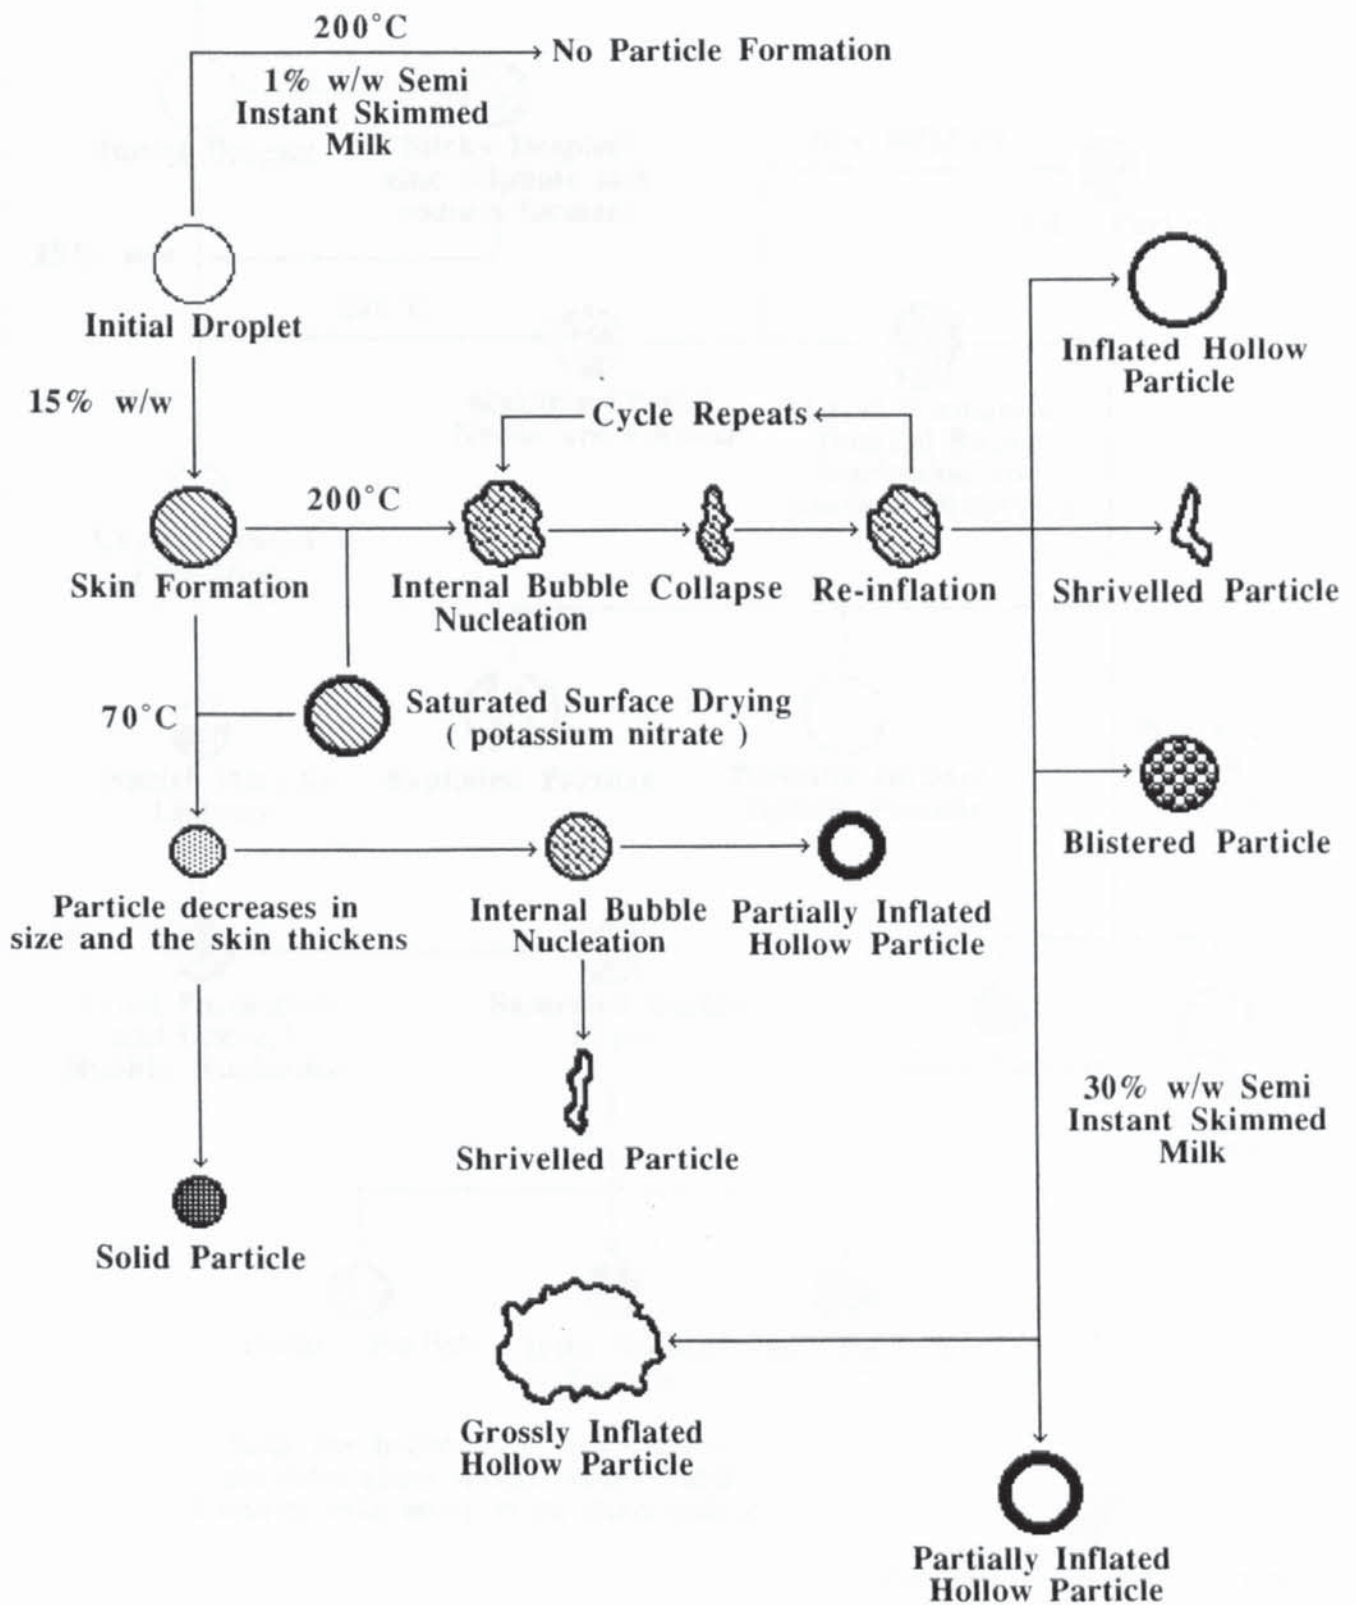 200°C
No Particle Formation
1% w/w Semi
Instant Skimmed
Milk
Initial Droplet
15% w/w
Inflated Hollow
Particle
Cycle Repeats
200°C
Skin Formation
Internal Bubble
Nucleation
Collapse
Re-inflation
Shrivelled Particle
70°C
Saturated Surface Drying
( potassium nitrate )
Blistered Particle
Particle decreases in
size and the skin thickens
Internal Bubble
Nucleation
Partially Inflated
Hollow Particle
30% w/w Semi
Instant Skimmed
Milk
Shrivelled Particle
Solid Particle
Grossly Inflated
Hollow Particle
Partially Inflated
Hollow Particle